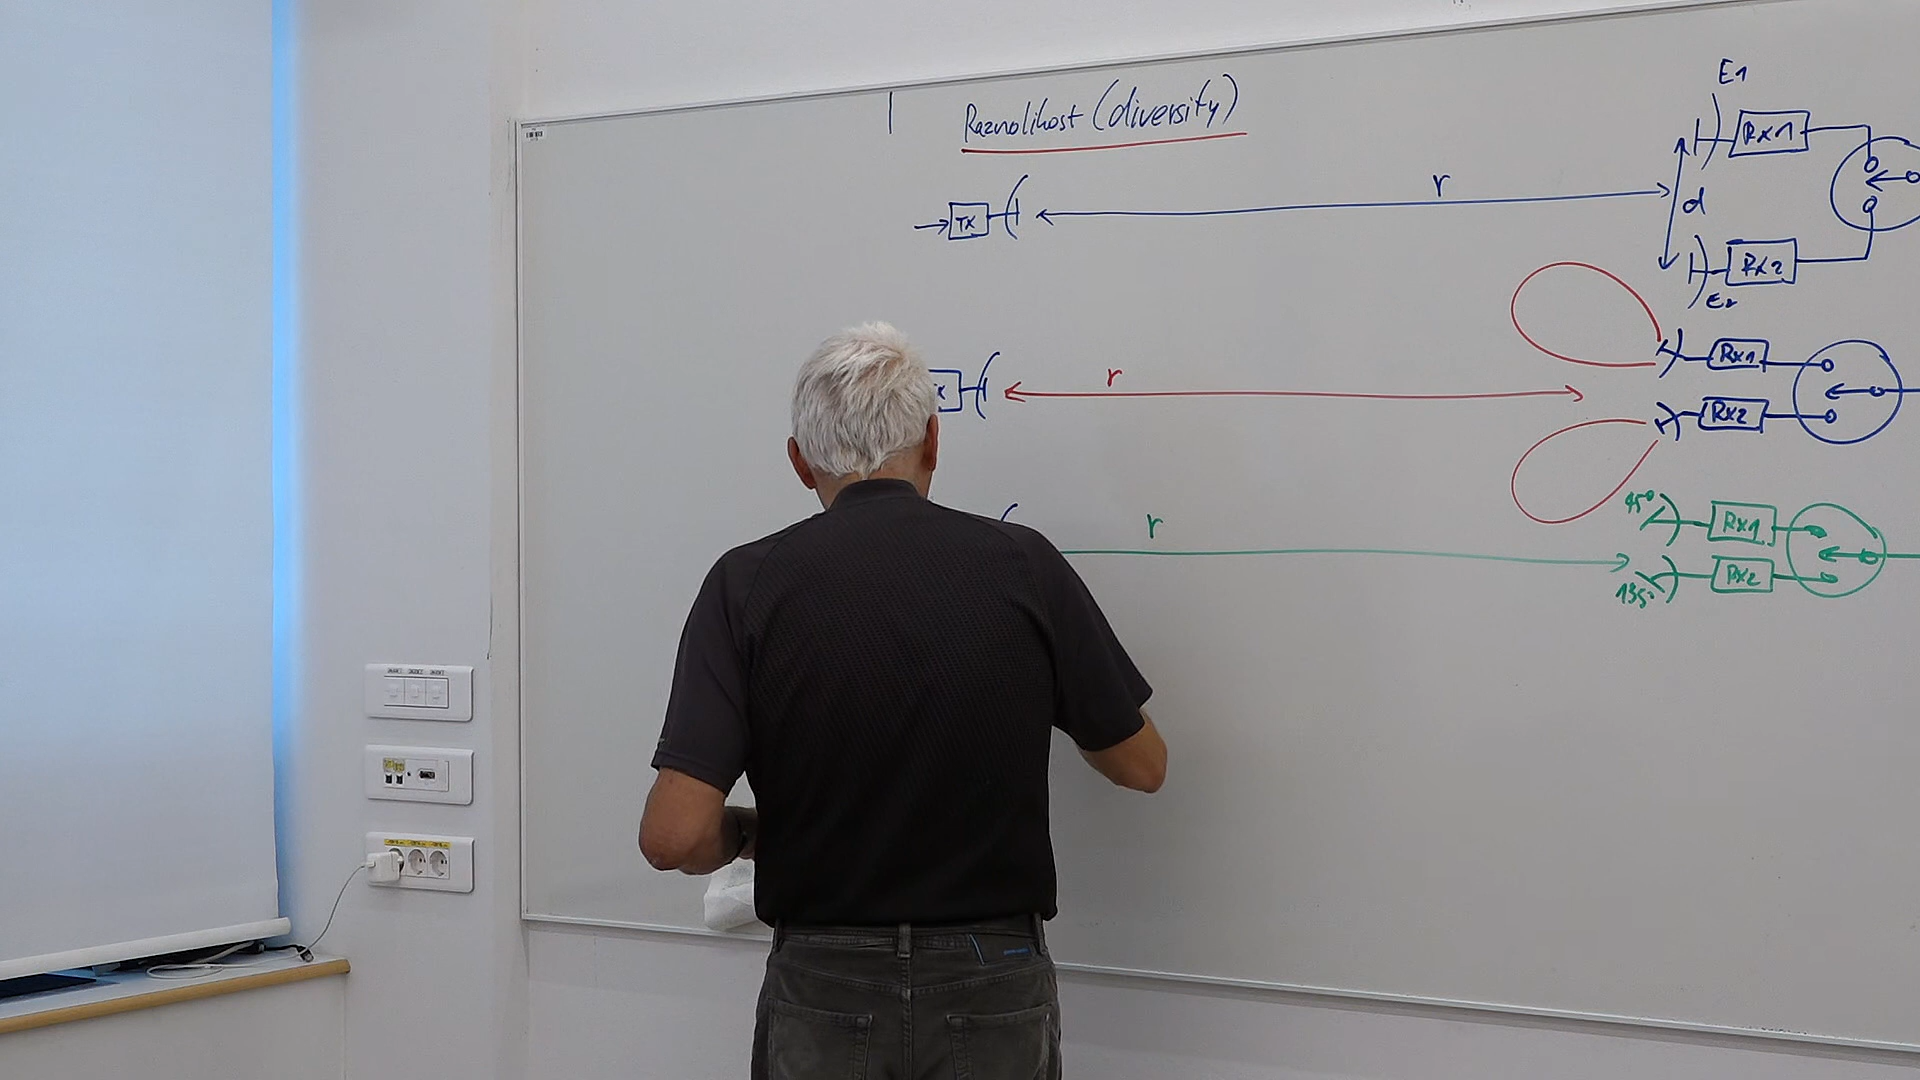 Raznolikost (diversity)
E1
Rx1
r
d
TX
Rx2
E2
r
Rx1
X
Rx2
45°
r
Rx1
135°
Rx2